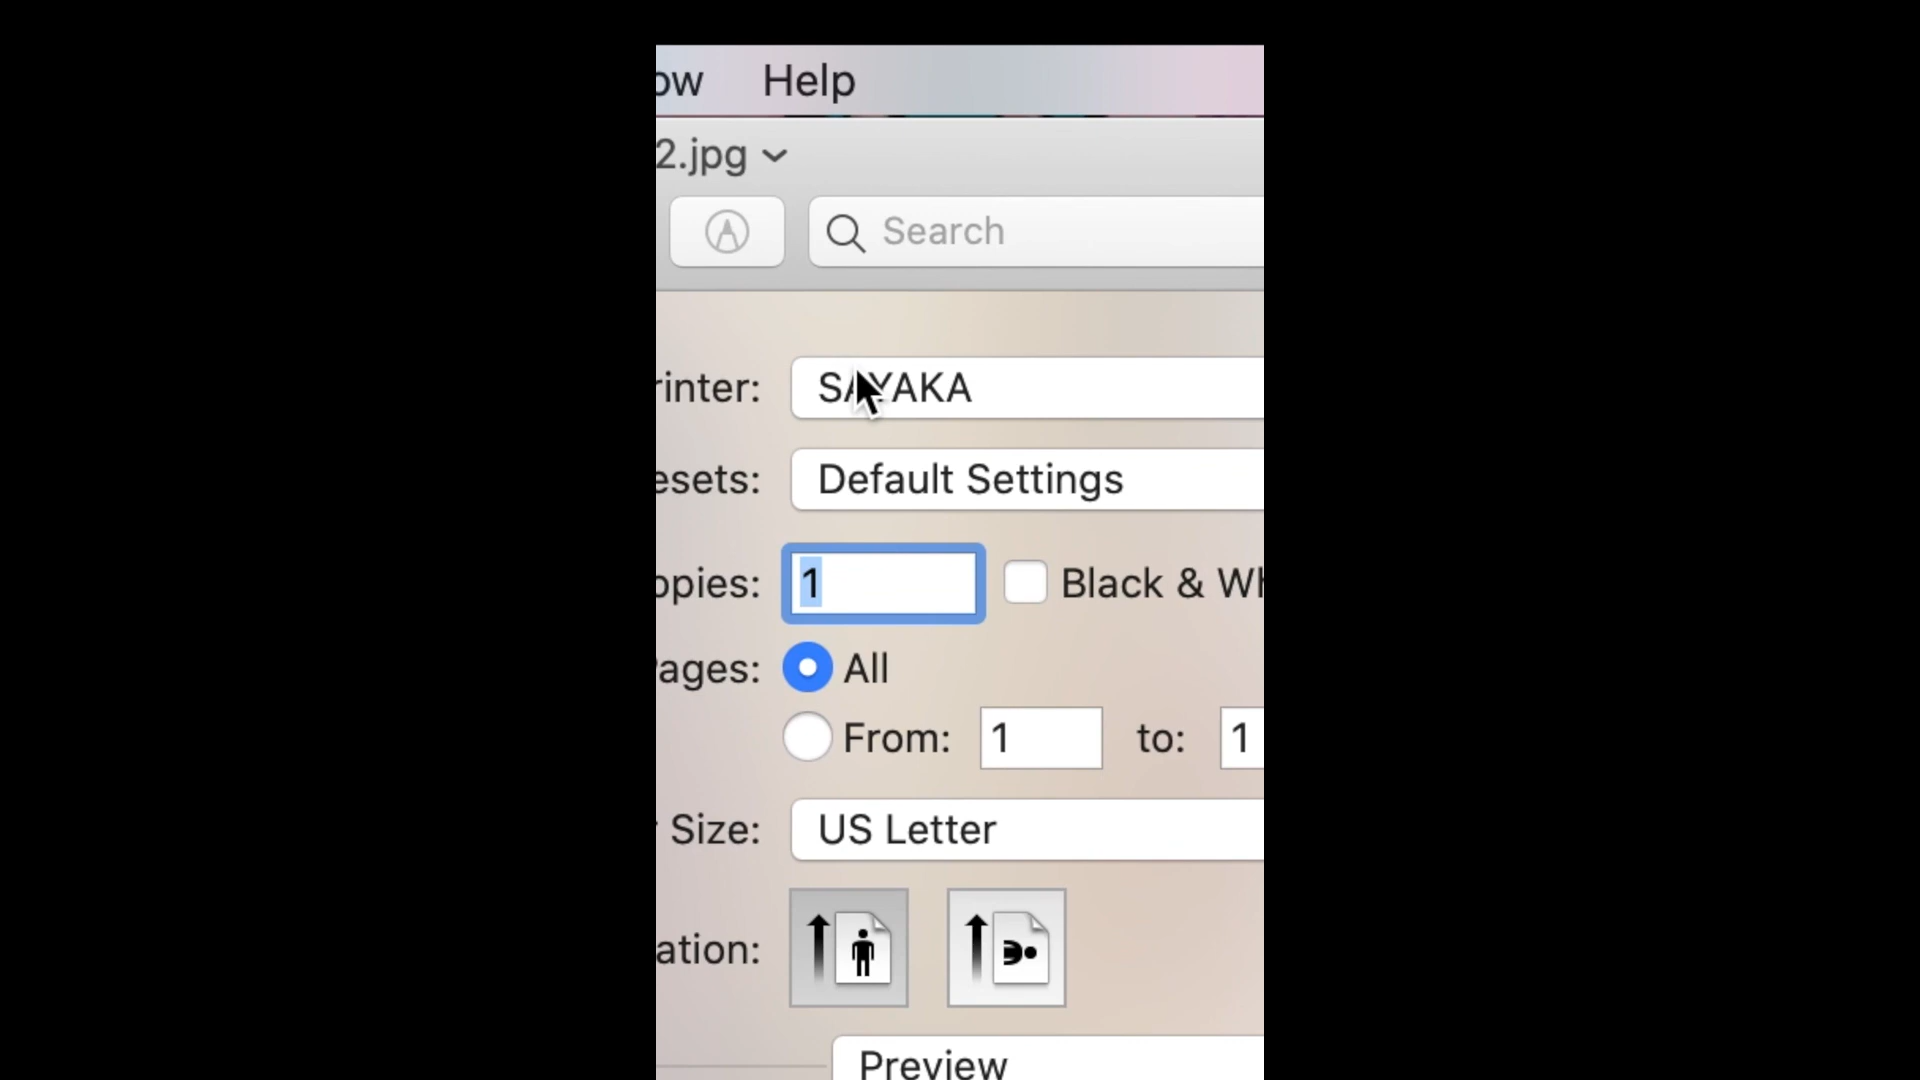 ow Help
2.jpg
Search
rinter: SAYAKA
esets: Default Settings
opies: 1 Black & Wh
ages: All
From: 1 to: 1
Size: US Letter
ation:
Preview